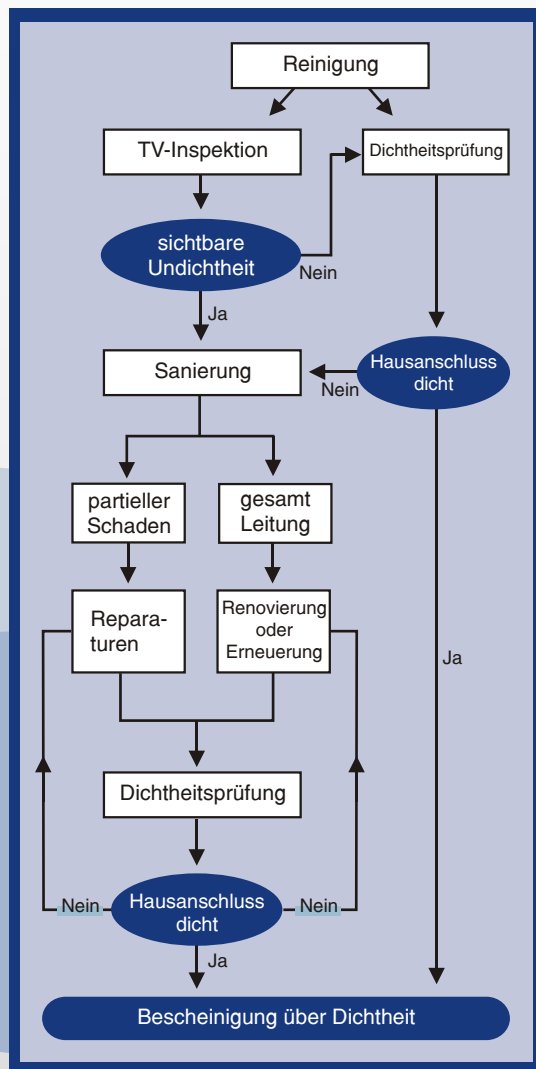 Reinigung
TV-Inspektion
Dichtheitsprüfung
sichtbare
Undichtheit
Nein
Ja
Hausanschluss
dicht
Nein
Sanierung
partieller
Schaden
gesamt
Leitung
Repara-
turen
Renovierung
oder
Erneuerung
Ja
Dichtheitsprüfung
Nein
Hausanschluss
dicht
Nein
Ja
Bescheinigung über Dichtheit